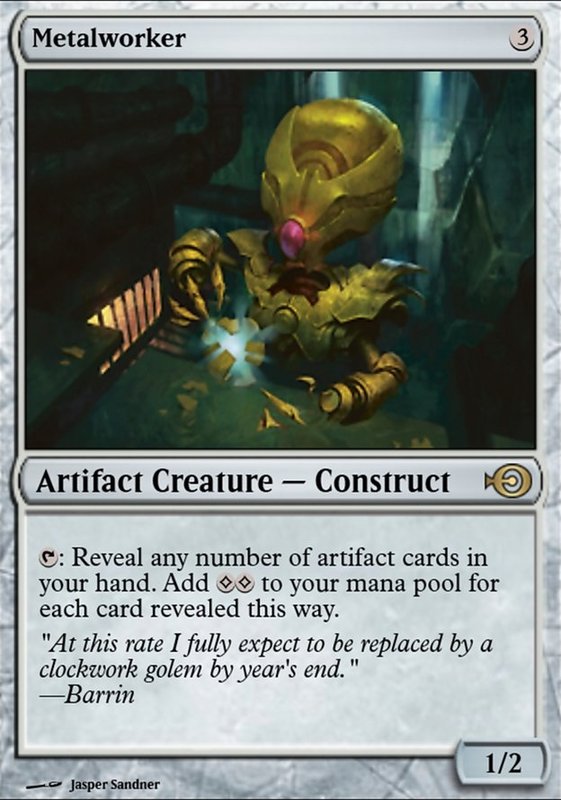 Metalworker 3
Artifact Creature — Construct
: Reveal any number of artifact cards in
your hand. Add ◇◇ to your mana pool for
each card revealed this way.
"At this rate I fully expect to be replaced by a
clockwork golem by year's end."
—Barrin
1/2
Jasper Sandner